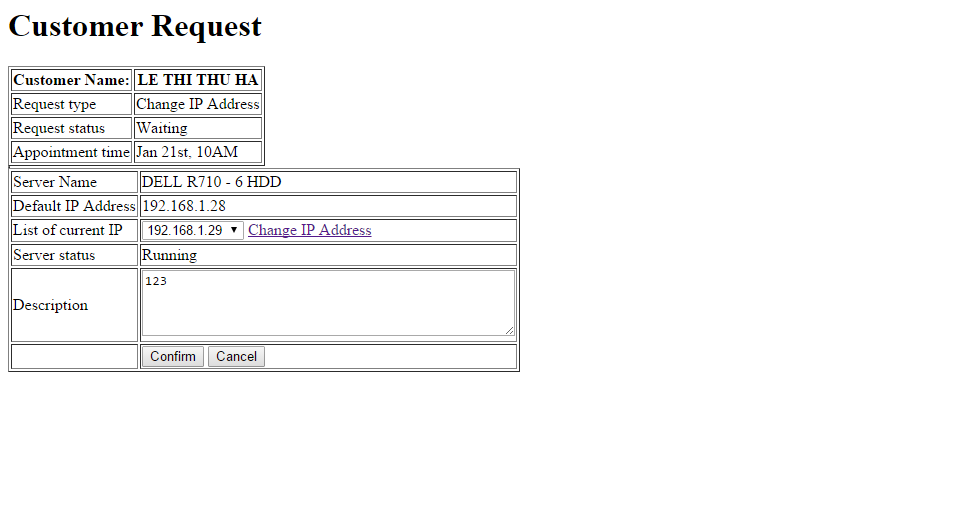 Customer Request
Customer Name: LE THI THU HA
Request type Change IP Address
Request status Waiting
Appointment time Jan 21st, 10AM
Server Name DELL R710 - 6 HDD
Default IP Address 192.168.1.28
List of current IP 192.168.1.29 Change IP Address
Server status Running
Description 123
Confirm Cancel